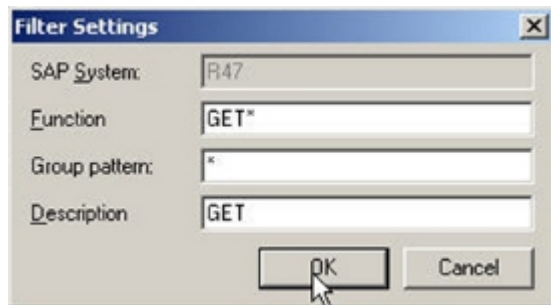 Filter Settings
SAP System: R47
Function GET*
Group pattern: *
Description GET
OK Cancel